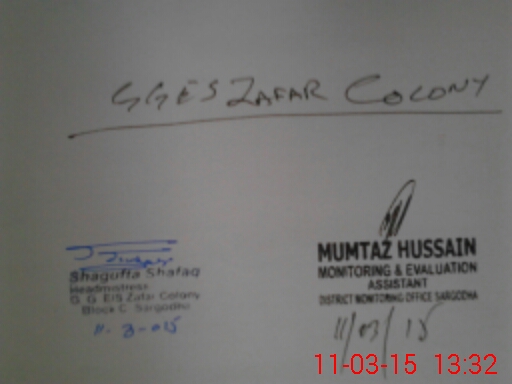 GGES ZAFAR COLONY
Shagufta Shafaq
Headmistress
G G E/S Zafar Colony
Block C. Sargodha
11-3-015
MUMTAZ HUSSAIN
MONITORING & EVALUATION
ASSISTANT
DISTRICT MONITORING OFFICE SARGODHA
11/03/15
11-03-15 13:32